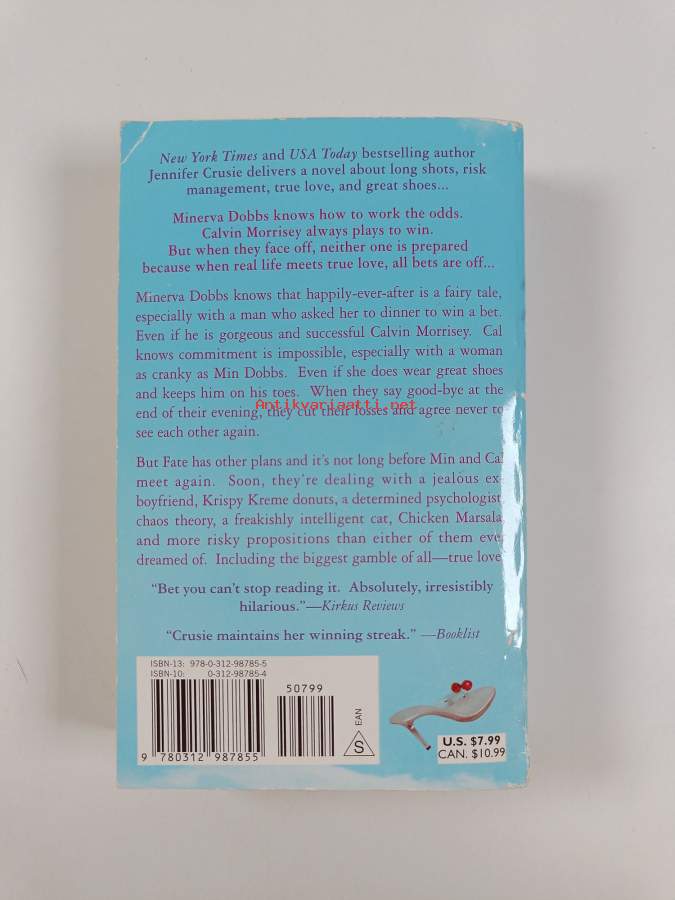 New York Times and USA Today bestselling author
Jennifer Crusie delivers a novel about long shots, risk
management, true love, and great shoes...
Minerva Dobbs knows how to work the odds.
Calvin Morrisey always plays to win.
But when they face off, neither one is prepared
because when real life meets true love, all bets are off...
Minerva Dobbs knows that happily-ever-after is a fairy tale,
especially with a man who asked her to dinner to win a bet.
Even if he is gorgeous and successful Calvin Morrisey. Cal
knows commitment is impossible, especially with a woman
as cranky as Min Dobbs. Even if she does wear great shoes
and keeps him on his toes. When they say good-bye at the
Antikvariaatti.net
end of their evening, they cut their losses and agree never to
see each other again.
But Fate has other plans and it's not long before Min and Cal
meet again. Soon, they're dealing with a jealous ex-
boyfriend, Krispy Kreme donuts, a determined psychologist,
chaos theory, a freakishly intelligent cat, Chicken Marsala,
and more risky propositions than either of them ever
dreamed of. Including the biggest gamble of all—true love.
"Bet you can't stop reading it. Absolutely, irresistibly
hilarious."—Kirkus Reviews
"Crusie maintains her winning streak." —Booklist
ISBN-13: 978-0-312-98785-5
ISBN-10: 0-312-98785-4
50799
EAN
S
9 780312 987855
U.S. $7.99
CAN. $10.99